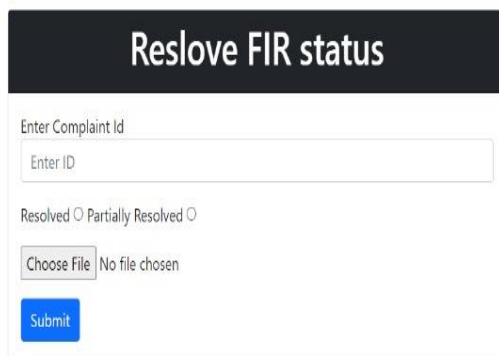 Reslove FIR status
Enter Complaint Id
Enter ID
Resolved Partially Resolved
Choose File No file chosen
Submit